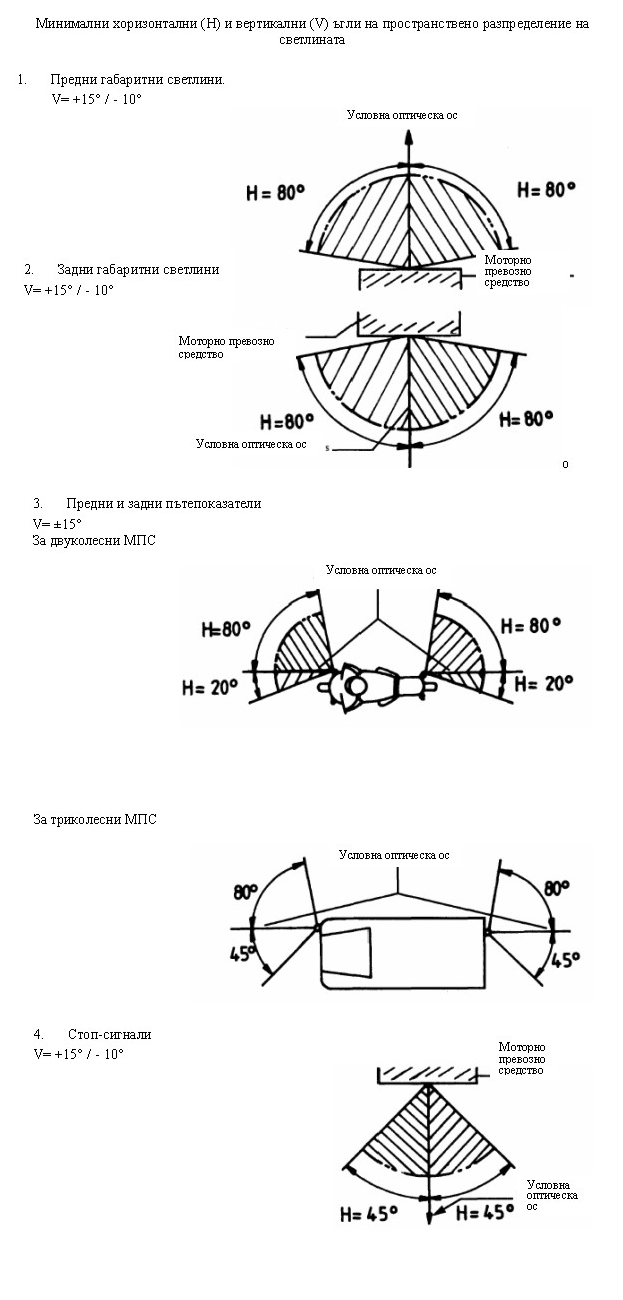 Минимални хоризонтални (H) и вертикални (V) ъгли на пространствено разпределение на
светлината
1. Предни габаритни светлини.
V= +15° / - 10°
Условна оптическа ос
H = 80°
H = 80°
Моторно
превозно
средство
2. Задни габаритни светлини
V= +15° / - 10°
Моторно превозно
средство
H=80°
H= 80°
Условна оптическа ос
s
о
3. Предни и задни пътепоказатели
V= ±15°
За двуколесни МПС
Условна оптическа ос
H=80°
H= 80°
H= 20°
H= 20°
За триколесни МПС
Условна оптическа ос
80°
80°
45°
45°
4. Стоп-сигнали
V= +15° / - 10°
Моторно
превозно
средство
Условна
оптическа
ос
H= 45°
H= 45°